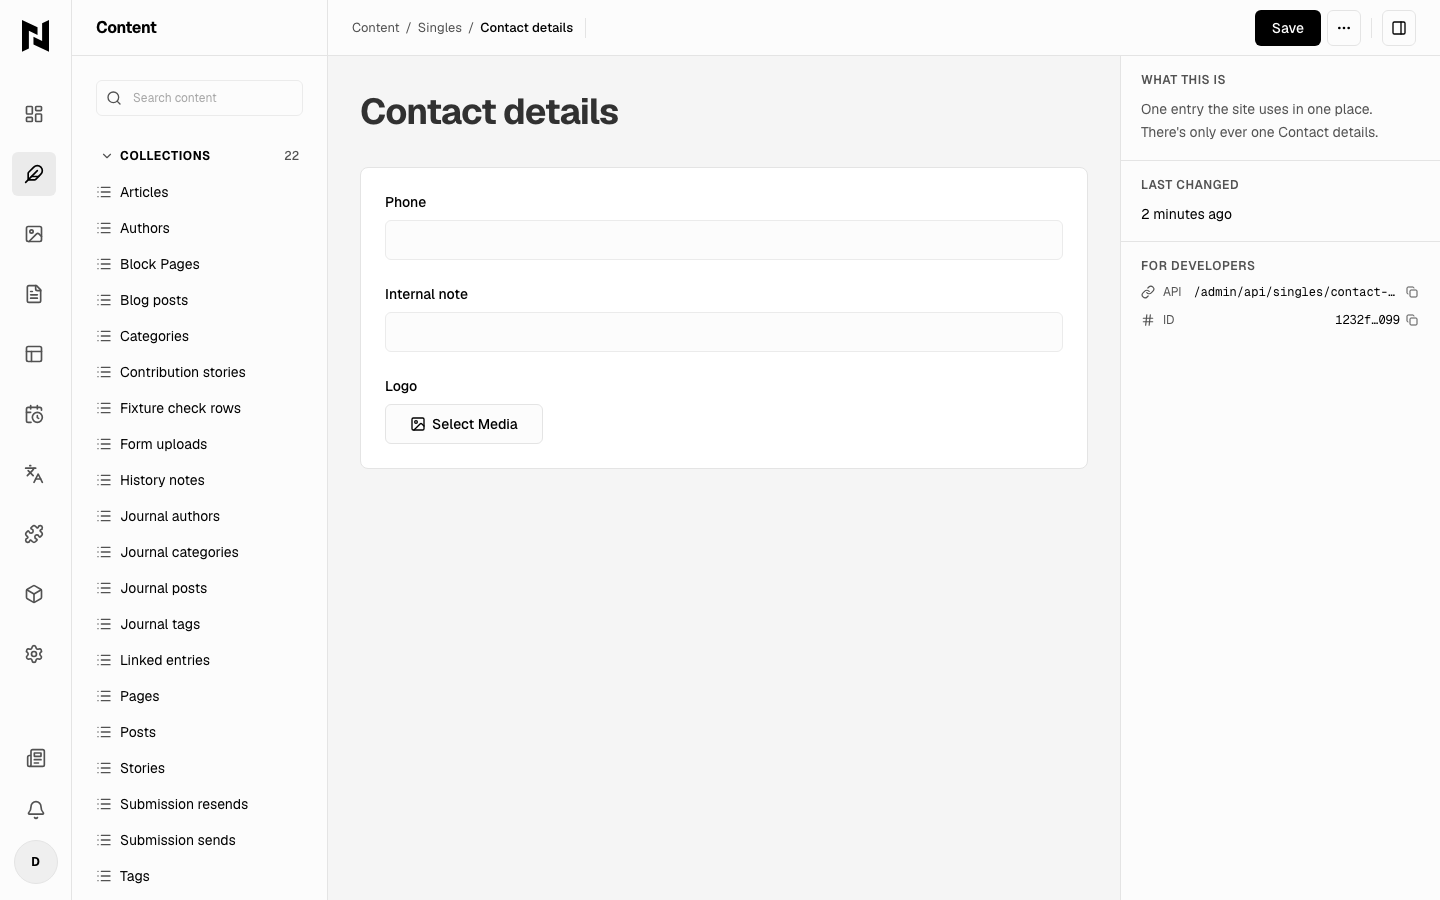 Content
Content / Singles / Contact details
Save
Search content
COLLECTIONS 22
Articles
Authors
Block Pages
Blog posts
Categories
Contribution stories
Fixture check rows
Form uploads
History notes
Journal authors
Journal categories
Journal posts
Journal tags
Linked entries
Pages
Posts
Stories
Submission resends
Submission sends
Tags
D
Contact details
Phone
Internal note
Logo
Select Media
WHAT THIS IS
One entry the site uses in one place.
There's only ever one Contact details.
LAST CHANGED
2 minutes ago
FOR DEVELOPERS
API /admin/api/singles/contact-…
ID 1232f…099